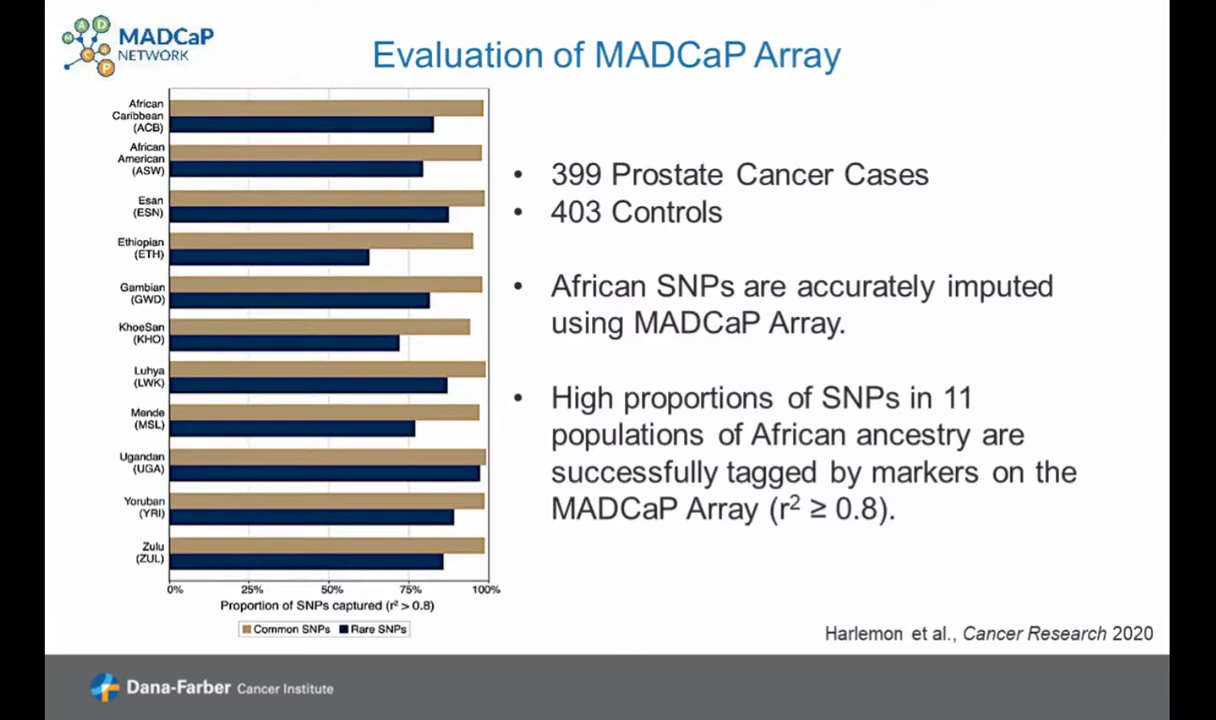 MADCaP
NETWORK
M A D C a P
Evaluation of MADCaP Array
African
Caribbean
(ACB)
African
American
(ASW)
Esan
(ESN)
Ethiopian
(ETH)
Gambian
(GWD)
KhoeSan
(KHO)
Luhya
(LWK)
Mende
(MSL)
Ugandan
(UGA)
Yoruban
(YRI)
Zulu
(ZUL)
0% 25% 50% 75% 100%
Proportion of SNPs captured (r² > 0.8)
Common SNPs Rare SNPs
• 399 Prostate Cancer Cases
• 403 Controls
• African SNPs are accurately imputed
using MADCaP Array.
• High proportions of SNPs in 11
populations of African ancestry are
successfully tagged by markers on the
MADCaP Array (r² ≥ 0.8).
Harlemon et al., Cancer Research 2020
Dana-Farber Cancer Institute